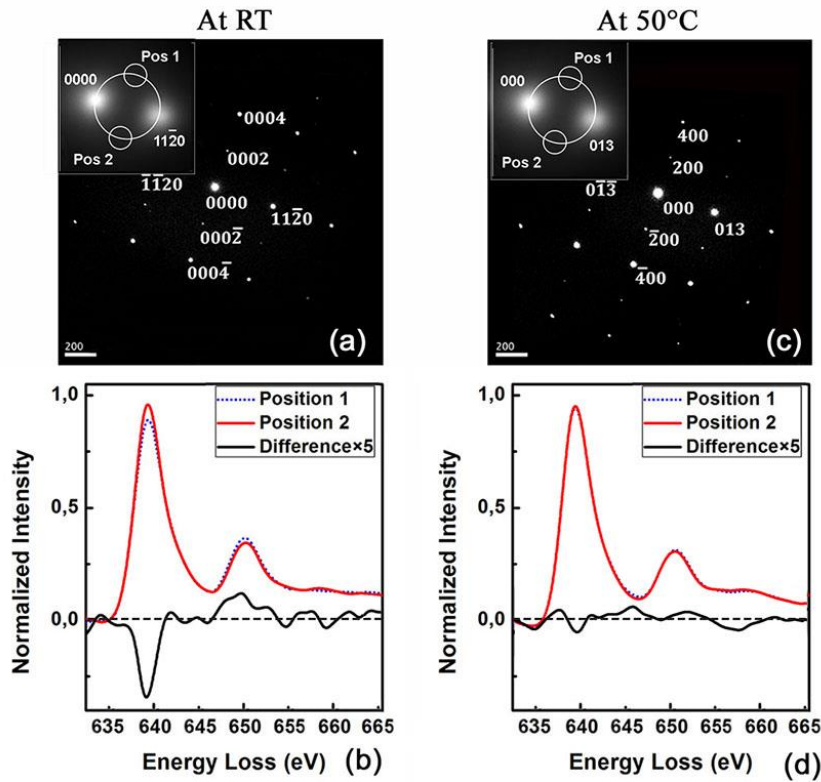 At RT
Pos 1
0000
112̅0
Pos 2
0004
0002
1̅1̅20
0000
112̅0
0002̅
0004̅
200
(a)
At 50°C
Pos 1
000
013
Pos 2
400
200
01̅3̅
000
013
2̅00
4̅00
200
(c)
1,0
0,5
0,0
Normalized Intensity
Position 1
Position 2
Difference×5
635 640 645 650 655 660 665
Energy Loss (eV)
(b)
1,0
0,5
0,0
Normalized Intensity
Position 1
Position 2
Difference×5
635 640 645 650 655 660 665
Energy Loss (eV)
(d)